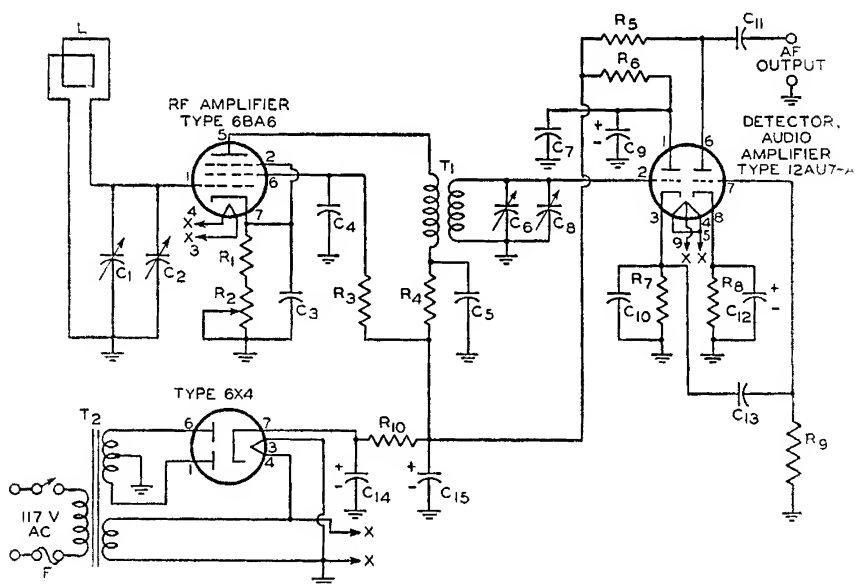 L
RF AMPLIFIER
TYPE 6BA6
5
1
2
6
7
4
X
X
3
C1
C2
R1
R2
C3
C4
R3
R4
C5
T1
C6
C8
R5
R6
C7
+
-
C9
C11
AF
OUTPUT
DETECTOR,
AUDIO
AMPLIFIER
TYPE 12AU7-A
1
6
2
7
3
9
4
5
8
X
X
C10
R7
R8
C12
+
-
C13
R9
TYPE 6X4
T2
6
1
7
3
4
R10
+
-
C14
+
-
C15
117 V
AC
F
X
X